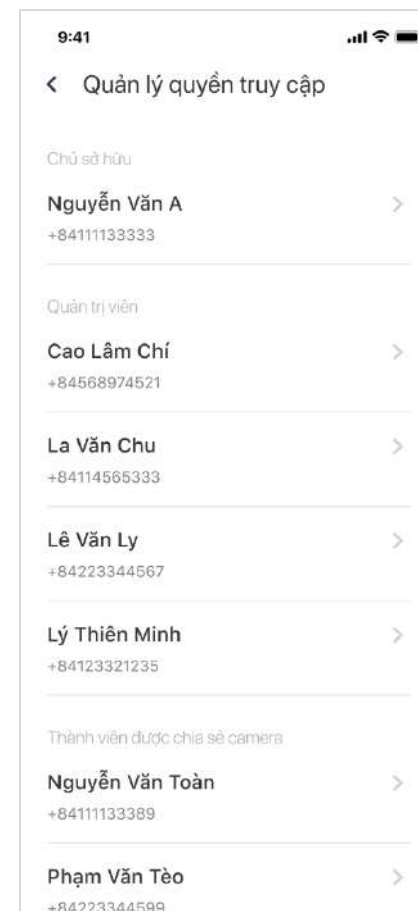 9:41
Quản lý quyền truy cập
Chủ sở hữu
Nguyễn Văn A
+84111133333
Quản trị viên
Cao Lâm Chí
+84568974521
La Văn Chu
+84114565333
Lê Văn Ly
+84223344567
Lý Thiên Minh
+84123321235
Thành viên được chia sẻ camera
Nguyễn Văn Toàn
+84111133389
Phạm Văn Tèo
+84223344599